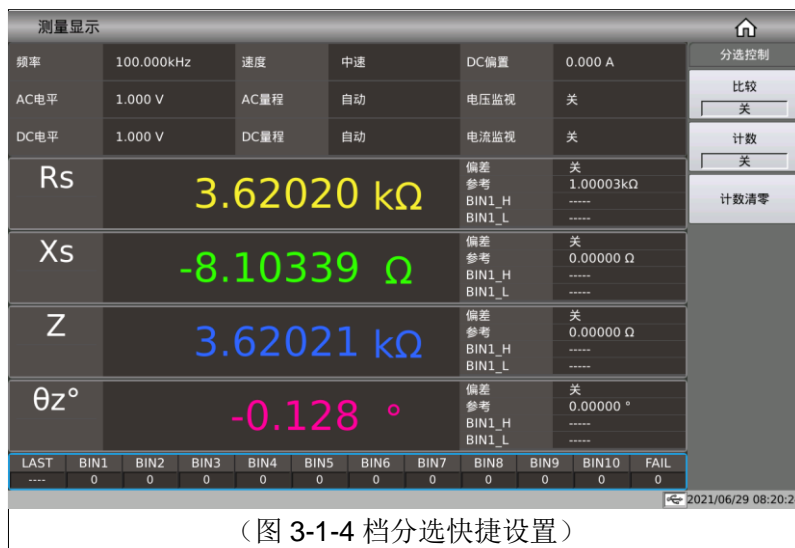 测量显示
频率 100.000kHz 速度 中速 DC偏置 0.000 A
AC电平 1.000 V AC量程 自动 电压监视 关
DC电平 1.000 V DC量程 自动 电流监视 关
Rs 3.62020 kΩ
偏差 关
参考 1.00003kΩ
BIN1_H -----
BIN1_L -----
Xs -8.10339 Ω
偏差 关
参考 0.00000 Ω
BIN1_H -----
BIN1_L -----
Z 3.62021 kΩ
偏差 关
参考 0.00000 Ω
BIN1_H -----
BIN1_L -----
θz° -0.128 °
偏差 关
参考 0.00000 °
BIN1_H -----
BIN1_L -----
LAST BIN1 BIN2 BIN3 BIN4 BIN5 BIN6 BIN7 BIN8 BIN9 BIN10 FAIL
---- 0 0 0 0 0 0 0 0 0 0 0
分选控制
比较
关
计数
关
计数清零
2021/06/29 08:20:2
（图 3-1-4 档分选快捷设置）